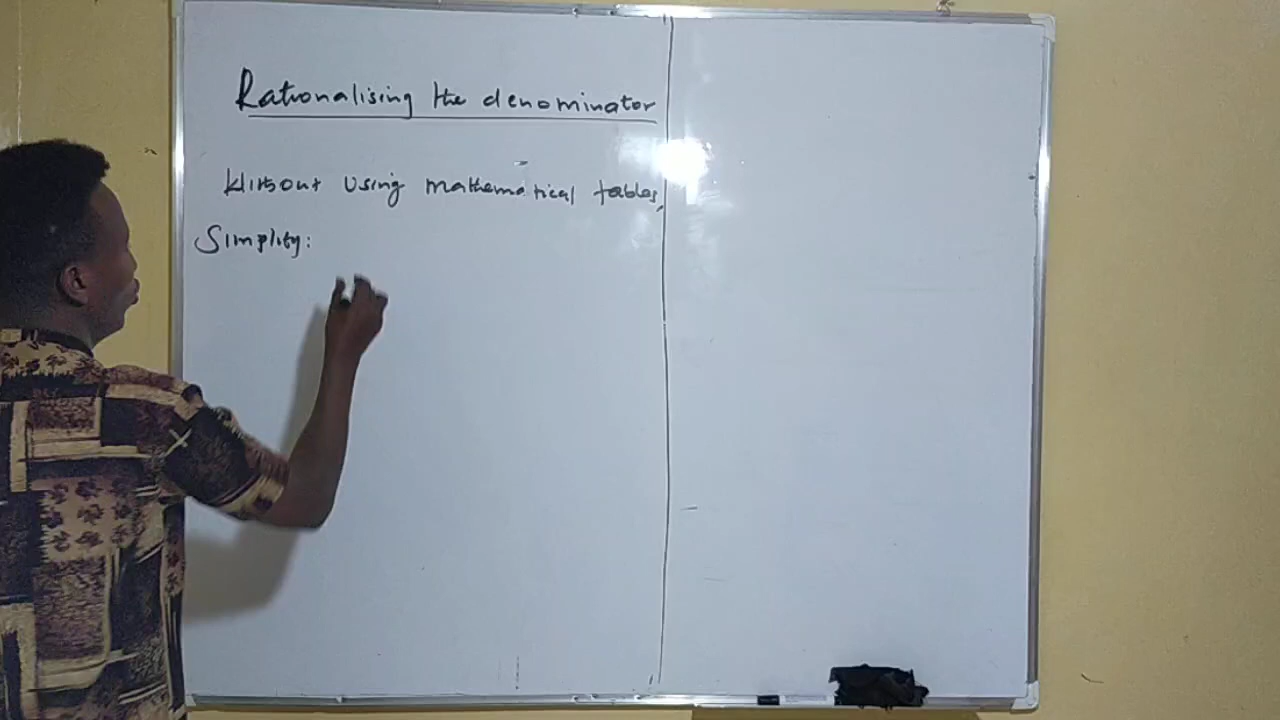 Rationalising the denominator
Without using mathematical tables,
Simplify: